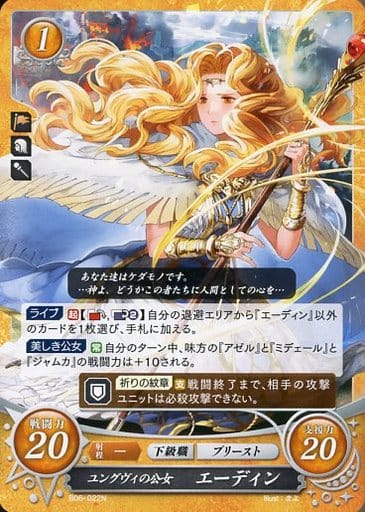 1
あなた達はケダモノです。
…神よ、どうかこの者たちに人間としての心を…
ライブ 起【 、 2】自分の退避エリアから『エーディン』以外
のカードを1枚選び、手札に加える。
美しき公女 常 自分のターン中、味方の『アゼル』と『ミデェール』と
『ジャムカ』の戦闘力は+10される。
祈りの紋章 支 戦闘終了まで、相手の攻撃
ユニットは必殺攻撃できない。
戦闘力
20
射程 一
下級職
プリースト
支援力
20
ユングヴィの公女 エーディン
B06-022N
Illust: